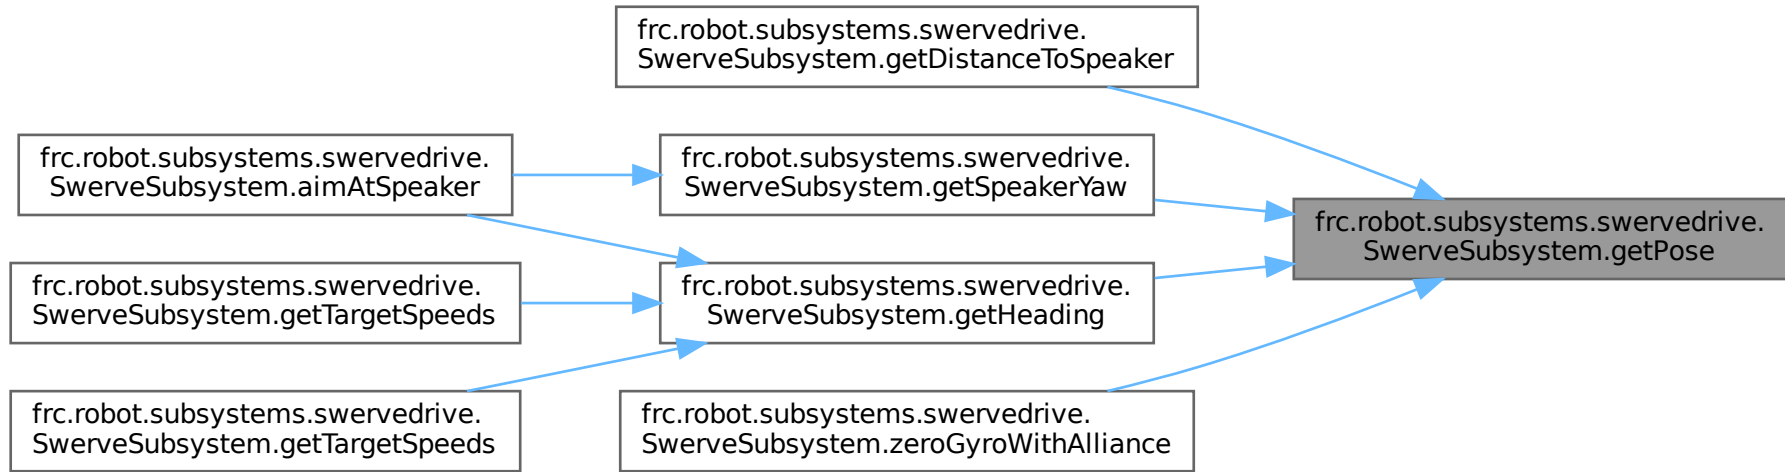 frc.robot.subsystems.swervedrive.
SwerveSubsystem.getDistanceToSpeaker
frc.robot.subsystems.swervedrive.
SwerveSubsystem.aimAtSpeaker
frc.robot.subsystems.swervedrive.
SwerveSubsystem.getSpeakerYaw
frc.robot.subsystems.swervedrive.
SwerveSubsystem.getPose
frc.robot.subsystems.swervedrive.
SwerveSubsystem.getTargetSpeeds
frc.robot.subsystems.swervedrive.
SwerveSubsystem.getHeading
frc.robot.subsystems.swervedrive.
SwerveSubsystem.getTargetSpeeds
frc.robot.subsystems.swervedrive.
SwerveSubsystem.zeroGyroWithAlliance